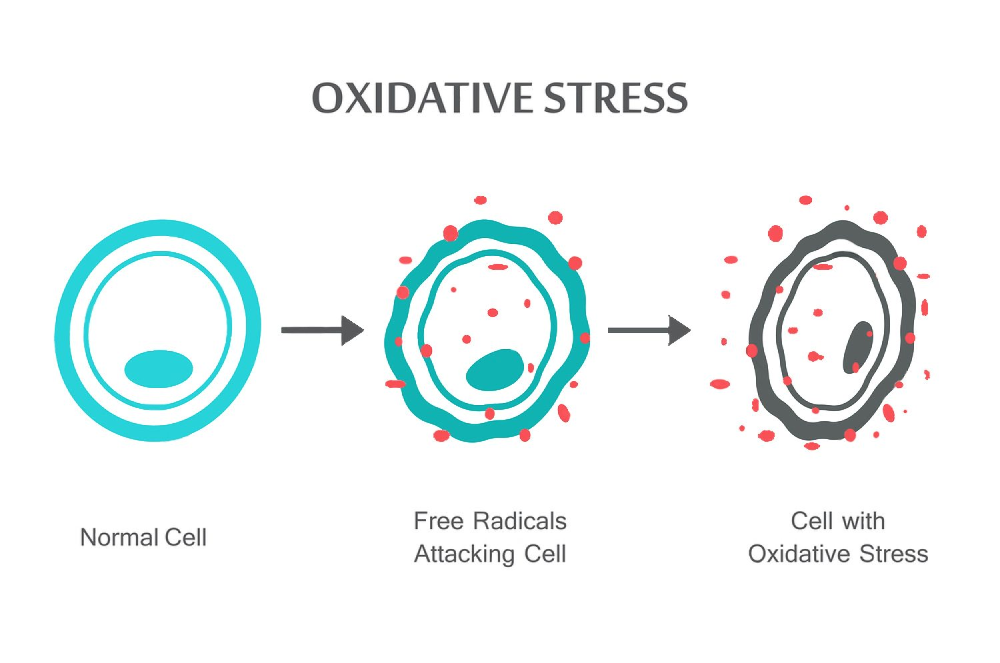 OXIDATIVE STRESS
Normal Cell
Free Radicals
Attacking Cell
Cell with
Oxidative Stress